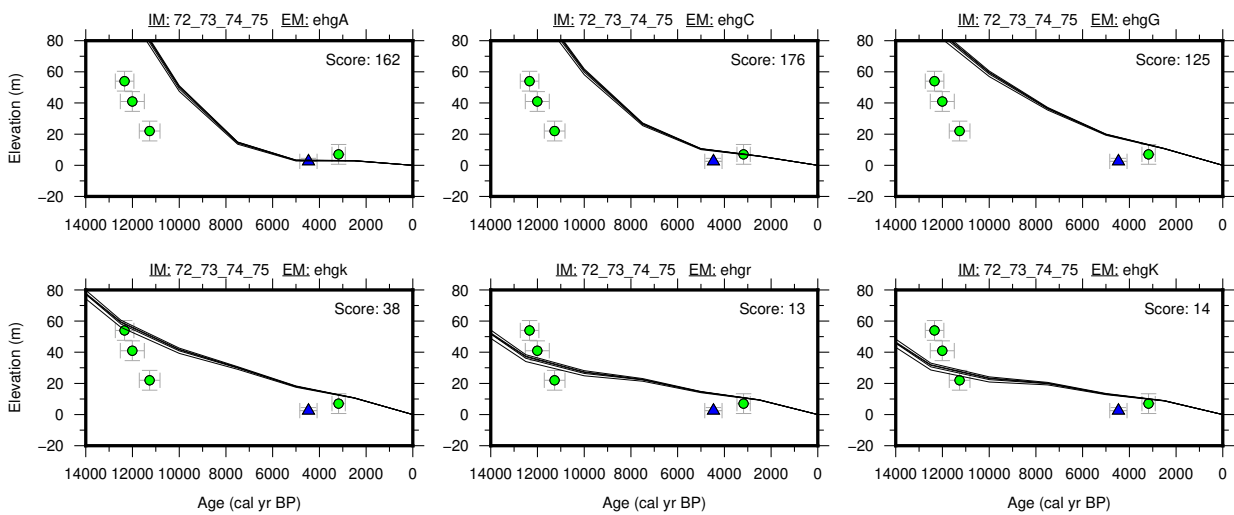 IM: 72_73_74_75 EM: ehgA
IM: 72_73_74_75 EM: ehgC
IM: 72_73_74_75 EM: ehgG
Elevation (m)
80
60
40
20
0
−20
Score: 162
Score: 176
Score: 125
14000 12000 10000 8000 6000 4000 2000 0
14000 12000 10000 8000 6000 4000 2000 0
14000 12000 10000 8000 6000 4000 2000 0
IM: 72_73_74_75 EM: ehgk
IM: 72_73_74_75 EM: ehgr
IM: 72_73_74_75 EM: ehgK
Elevation (m)
80
60
40
20
0
−20
Score: 38
Score: 13
Score: 14
14000 12000 10000 8000 6000 4000 2000 0
14000 12000 10000 8000 6000 4000 2000 0
14000 12000 10000 8000 6000 4000 2000 0
Age (cal yr BP)
Age (cal yr BP)
Age (cal yr BP)